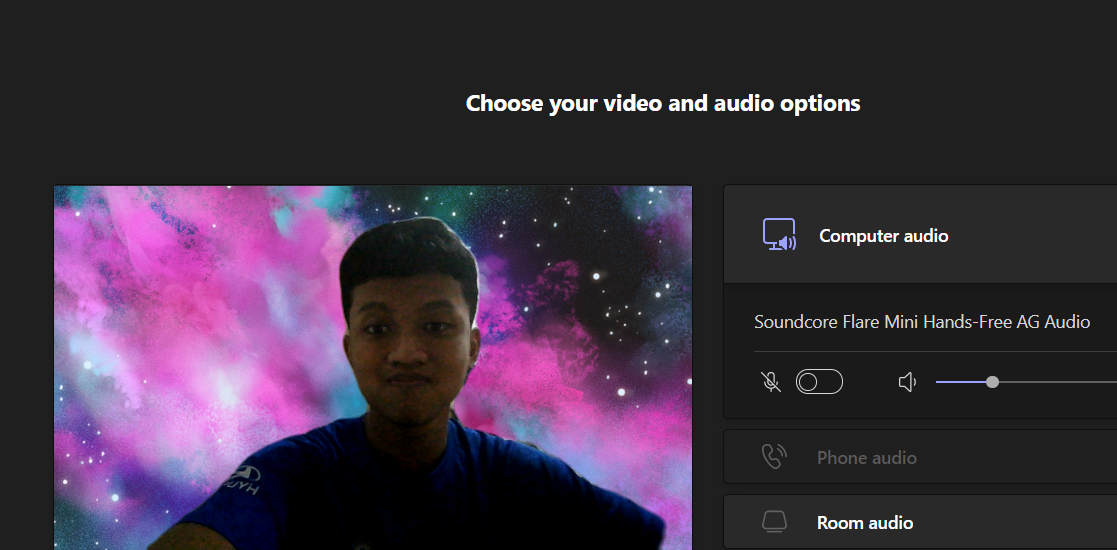 Choose your video and audio options
Computer audio
Soundcore Flare Mini Hands-Free AG Audio
Phone audio
Room audio